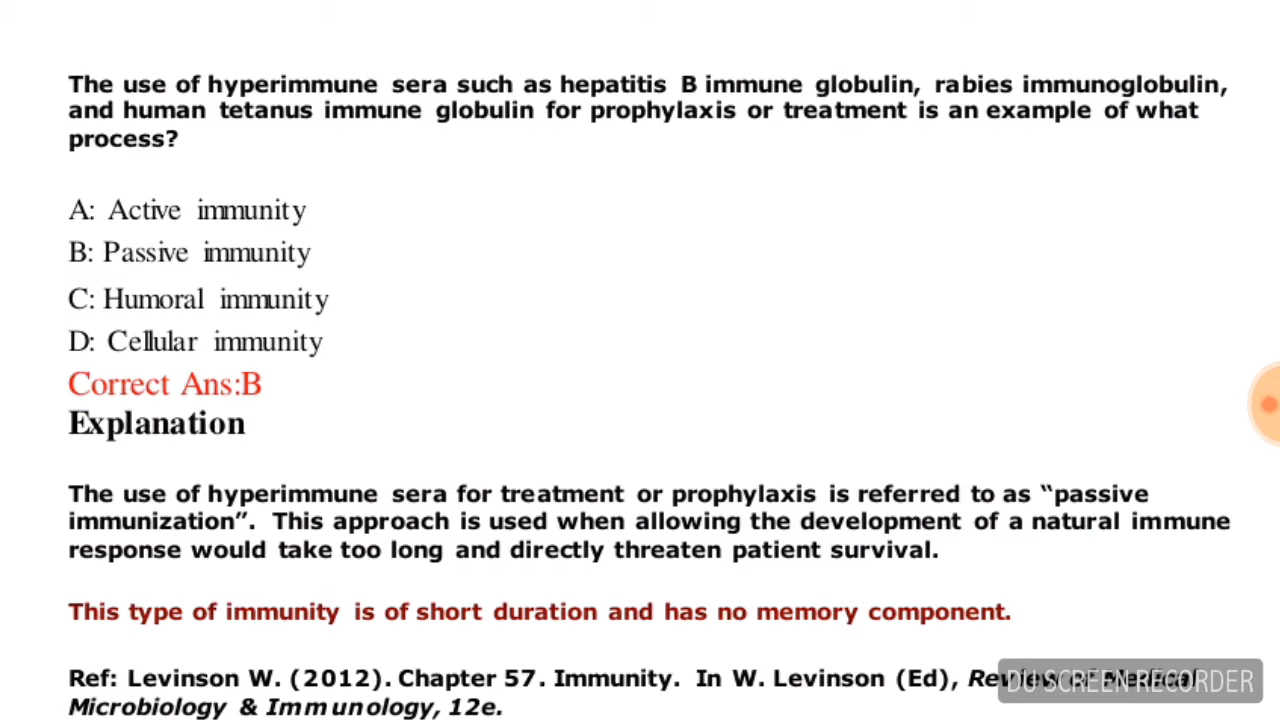 The use of hyperimmune sera such as hepatitis B immune globulin, rabies immunoglobulin,
and human tetanus immune globulin for prophylaxis or treatment is an example of what
process?
A: Active immunity
B: Passive immunity
C: Humoral immunity
D: Cellular immunity
Correct Ans:B
Explanation
The use of hyperimmune sera for treatment or prophylaxis is referred to as “passive
immunization”. This approach is used when allowing the development of a natural immune
response would take too long and directly threaten patient survival.
This type of immunity is of short duration and has no memory component.
Ref: Levinson W. (2012). Chapter 57. Immunity. In W. Levinson (Ed), Review of Medical
Microbiology & Immunology, 12e.
DU SCREEN RECORDER